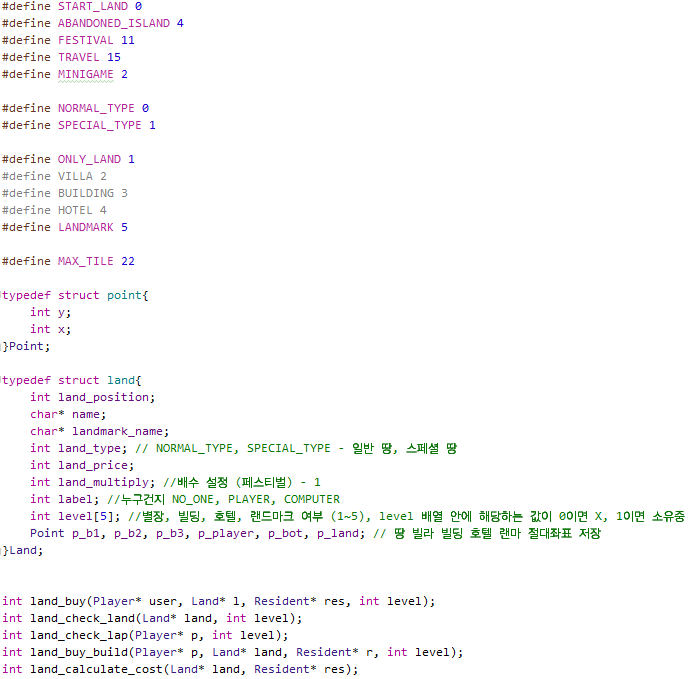 #define START_LAND 0
#define ABANDONED_ISLAND 4
#define FESTIVAL 11
#define TRAVEL 15
#define MINIGAME 2
#define NORMAL_TYPE 0
#define SPECIAL_TYPE 1
#define ONLY_LAND 1
#define VILLA 2
#define BUILDING 3
#define HOTEL 4
#define LANDMARK 5
#define MAX_TILE 22
typedef struct point{
    int y;
    int x;
}Point;
typedef struct land{
    int land_position;
    char* name;
    char* landmark_name;
    int land_type; // NORMAL_TYPE, SPECIAL_TYPE - 일반 땅, 스페셜 땅
    int land_price;
    int land_multiply; //배수 설정 (페스티벌) - 1
    int label; //누구건지 NO_ONE, PLAYER, COMPUTER
    int level[5]; //별장, 빌딩, 호텔, 랜드마크 여부 (1~5), level 배열 안에 해당하는 값이 0이면 X, 1이면 소유중
    Point p_b1, p_b2, p_b3, p_player, p_bot, p_land; // 땅 빌라 빌딩 호텔 랜마 절대좌표 저장
}Land;
int land_buy(Player* user, Land* l, Resident* res, int level);
int land_check_land(Land* land, int level);
int land_check_lap(Player* p, int level);
int land_buy_build(Player* p, Land* land, Resident* r, int level);
int land_calculate_cost(Land* land, Resident* res);